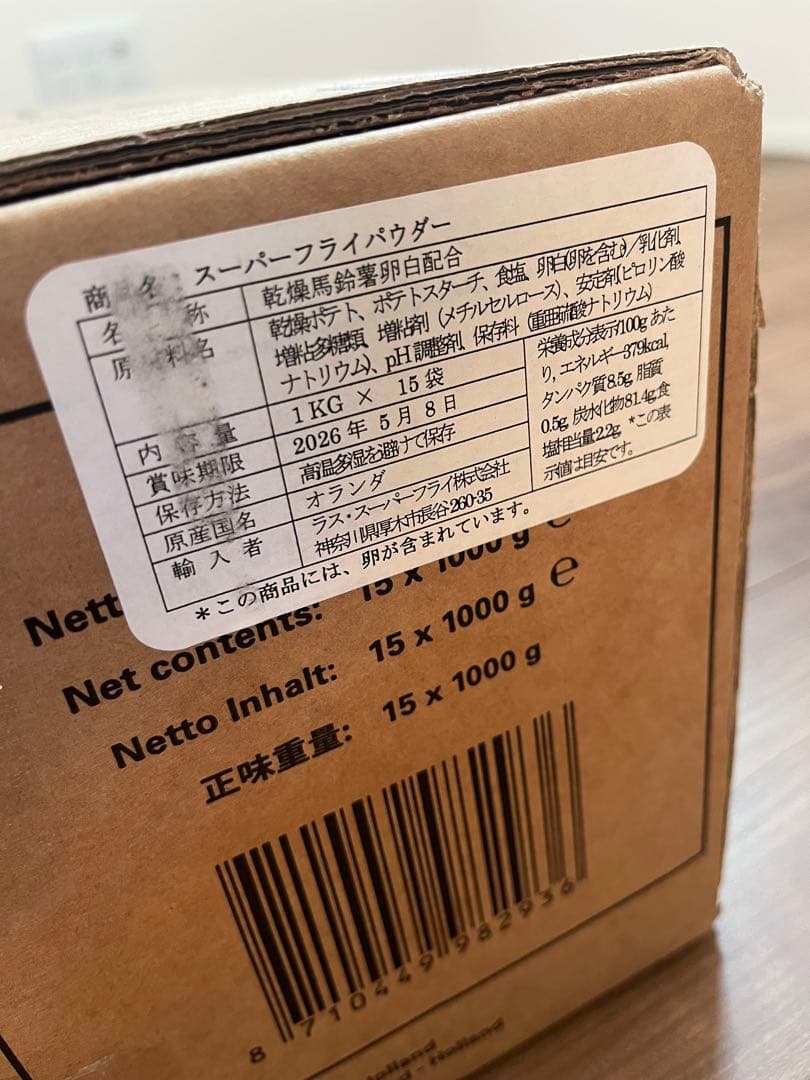 商 名 : スーパーフライパウダー
名 称 乾燥馬鈴薯卵白配合
原 料名 乾燥ポテト、ポテトスターチ、食塩、卵白(卵を含む)/乳化剤、
増粘多糖類、増粘剤(メチルセルロース)、安定剤(ピロリン酸
ナトリウム)、pH調整剤、保存料(重亜硫酸ナトリウム)
内 容 量 1KG × 15袋
賞味期限 2026年5月8日
保存方法 高温多湿を避けて保存
原産国名 オランダ
輸 入 者 ラス・スーパーフライ株式会社
神奈川県厚木市長谷260-35
栄養成分表示/100gあた
り、エネルギー379kcal、
タンパク質8.5g、脂質
0.5g、炭水化物81.4g、食
塩相当量2.2g *この表
示値は目安です。
*この商品には、卵が含まれています。
Nett 15 x 1000 g e
Net contents: 15 x 1000 g e
Netto Inhalt: 15 x 1000 g
正味重量: 15 x 1000 g
8 710449 982936
Holland
- Holland